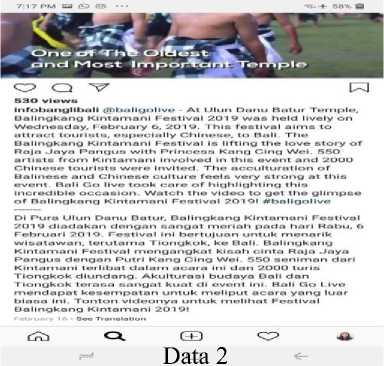 7:17 PM
58%
One of The Oldest
and Most Important Temple
530 views
infobanglibali @baligolive - At Ulun Danu Batur Temple,
Balingkang Kintamani Festival 2019 was held lively on
Wednesday, February 6, 2019. This festival aims to
attract tourists, especially Chinese, to Bali. The
Balingkang Kintamani Festival is lifting the love story of
Raja Jaya Pangus with Princess Kang Cing Wei. 550
artists from Kintamani involved in this event and 2000
Chinese tourists were invited. The acculturation of
Balinese and Chinese culture feels very strong at this
event. Bali Go Live took care of highlighting this
incredible occasion. Watch the video to get the glimpse
of Balingkang Kintamani Festival 2019! #baligolive
Di Pura Ulun Danu Batur, Balingkang Kintamani Festival
2019 diadakan dengan sangat meriah pada hari Rabu, 6
Februari 2019. Festival ini bertujuan untuk menarik
wisatawan, terutama Tiongkok, ke Bali. Balingkang
Kintamani Festival mengangkat kisah cinta Raja Jaya
Pangus dengan Putri Kang Cing Wei. 550 seniman dari
Kintamani terlibat dalam acara ini dan 2000 turis
Tiongkok diundang. Akulturasi budaya Bali dan
Tiongkok terasa sangat kuat di event ini. Bali Go Live
mendapat kesempatan untuk meliput acara yang luar
biasa ini. Tonton videonya untuk melihat Festival
Balingkang Kintamani 2019!
February 16 · See Translation
Data 2